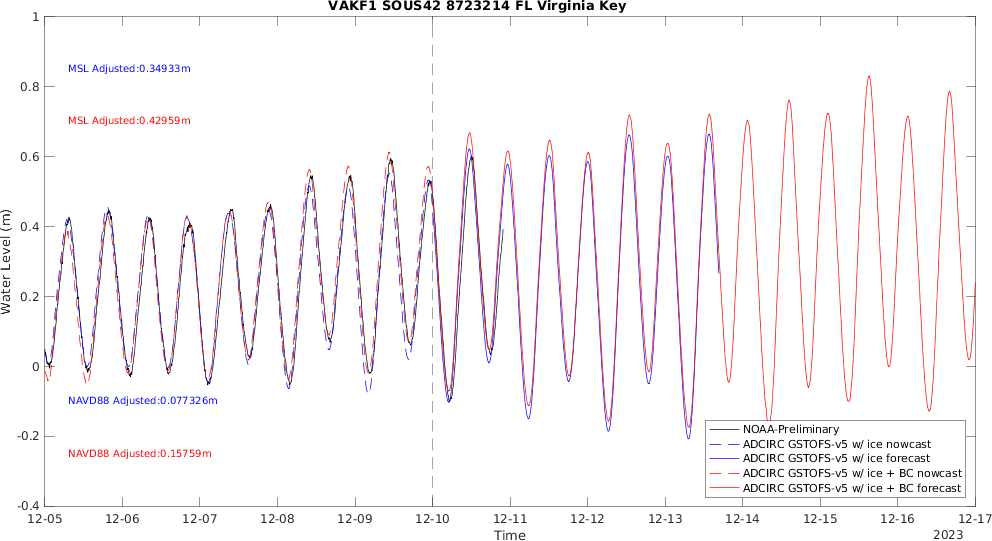 VAKF1 SOUS42 8723214 FL Virginia Key
1
0.8
0.6
0.4
0.2
0
-0.2
-0.4
Water Level (m)
MSL Adjusted:0.34933m
MSL Adjusted:0.42959m
NAVD88 Adjusted:0.077326m
NAVD88 Adjusted:0.15759m
NOAA-Preliminary
ADCIRC GSTOFS-v5 w/ ice nowcast
ADCIRC GSTOFS-v5 w/ ice forecast
ADCIRC GSTOFS-v5 w/ ice + BC nowcast
ADCIRC GSTOFS-v5 w/ ice + BC forecast
12-05 12-06 12-07 12-08 12-09 12-10 12-11 12-12 12-13 12-14 12-15 12-16 12-17
Time
2023